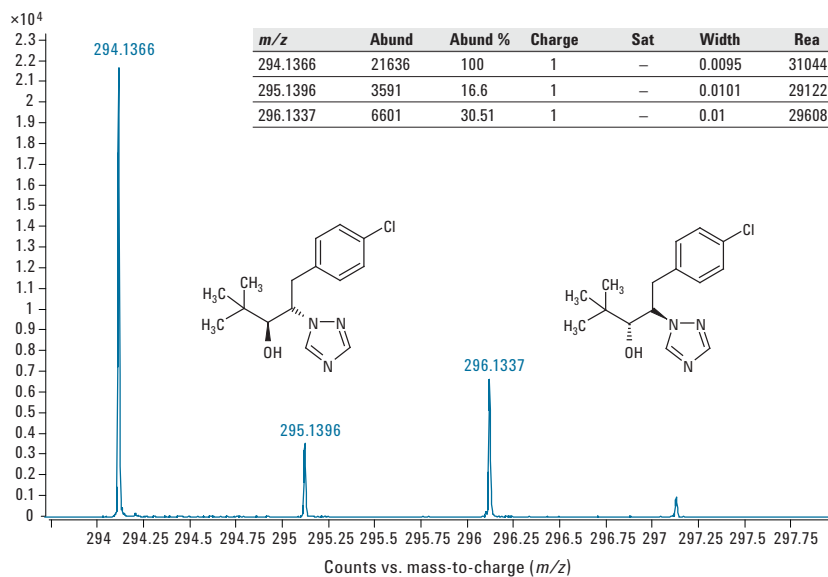 ×10⁴
2.3
2.2
2.1
2
1.9
1.8
1.7
1.6
1.5
1.4
1.3
1.2
1.1
1
0.9
0.8
0.7
0.6
0.5
0.4
0.3
0.2
0.1
0
294.1366
295.1396
296.1337
m/z Abund Abund % Charge Sat Width Rea
294.1366 21636 100 1 – 0.0095 31044
295.1396 3591 16.6 1 – 0.0101 29122
296.1337 6601 30.51 1 – 0.01 29608
Cl
CH₃
H₃C
H₃C
OH
N
N
N
Cl
CH₃
H₃C
H₃C
OH
N
N
N
294 294.25 294.5 294.75 295 295.25 295.5 295.75 296 296.25 296.5 296.75 297 297.25 297.5 297.75
Counts vs. mass-to-charge (m/z)